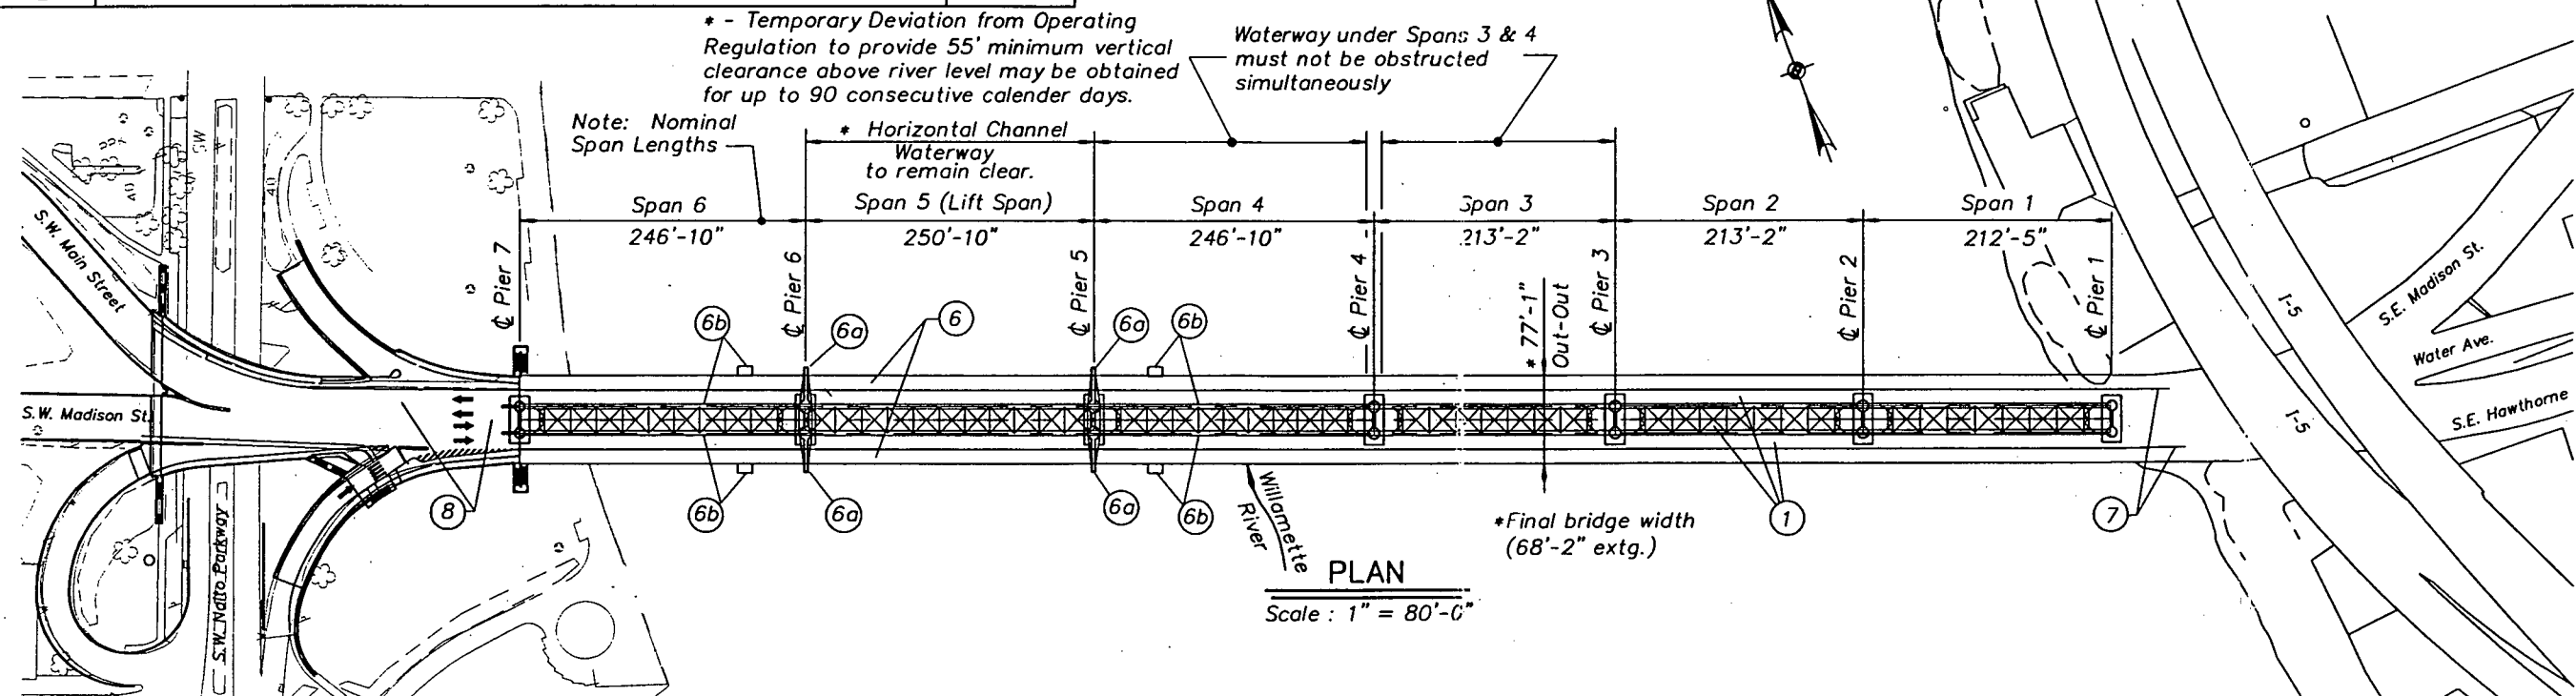 * - Temporary Deviation from Operating
Regulation to provide 55' minimum vertical
clearance above river level may be obtained
for up to 90 consecutive calender days.
Waterway under Spans 3 & 4
must not be obstructed
simultaneously
Note: Nominal
Span Lengths
* Horizontal Channel
Waterway
to remain clear.
Span 6
246'-10"
Span 5 (Lift Span)
250'-10"
Span 4
246'-10"
Span 3
213'-2"
Span 2
213'-2"
Span 1
212'-5"
℄ Pier 7
℄ Pier 6
℄ Pier 5
℄ Pier 4
℄ Pier 3
℄ Pier 2
℄ Pier 1
* 77'-1"
Out-Out
SW
40
40
S.W. Main Street
S.W. Madison St.
S.W. Naito Parkway
6b
6a
6
6a
6b
8
6b
6a
6a
6b
1
7
Willamette
River
*Final bridge width
(68'-2" extg.)
PLAN
Scale : 1" = 80'-0"
I-5
I-5
S.E. Madison St.
Water Ave.
S.E. Hawthorne